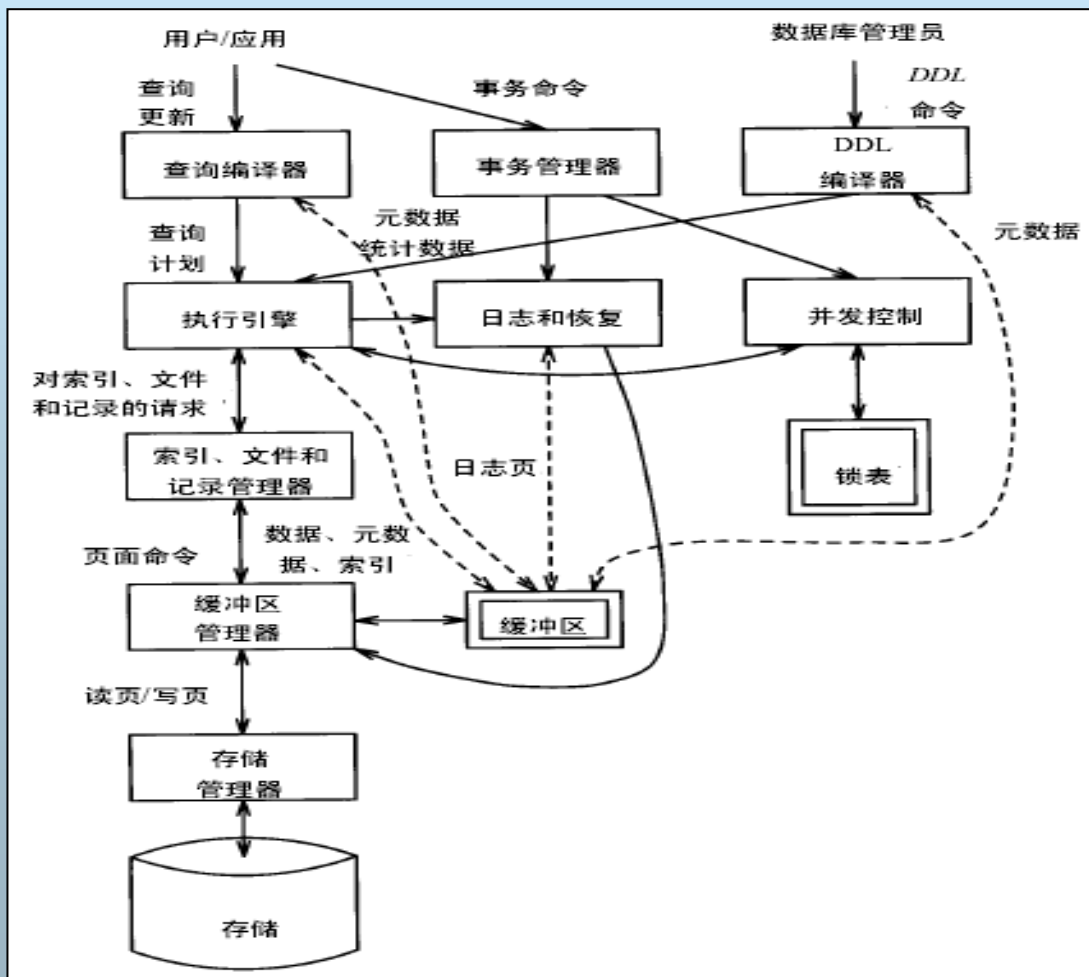 用户/应用
数据库管理员
查询
更新
事务命令
DDL
命令
查询编译器
事务管理器
DDL
编译器
查询
计划
元数据
统计数据
元数据
执行引擎
日志和恢复
并发控制
对索引、文件
和记录的请求
索引、文件和
记录管理器
日志页
锁表
页面命令
数据、元数
据、索引
缓冲区
管理器
缓冲区
读页/写页
存储
管理器
存储